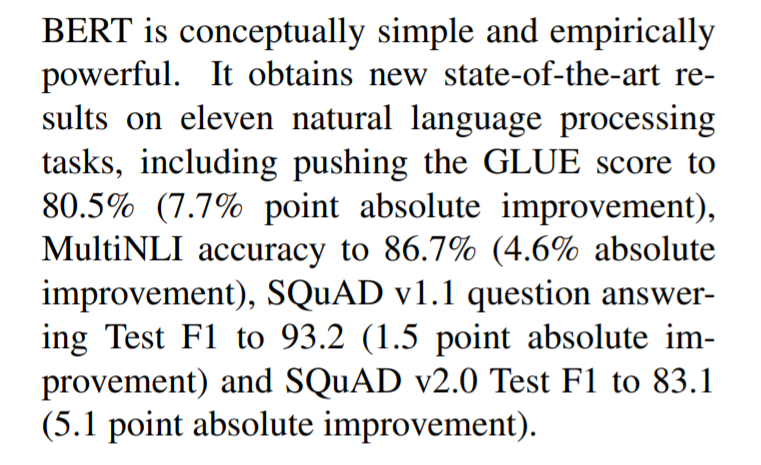 BERT is conceptually simple and empirically
powerful. It obtains new state-of-the-art re-
sults on eleven natural language processing
tasks, including pushing the GLUE score to
80.5% (7.7% point absolute improvement),
MultiNLI accuracy to 86.7% (4.6% absolute
improvement), SQuAD v1.1 question answer-
ing Test F1 to 93.2 (1.5 point absolute im-
provement) and SQuAD v2.0 Test F1 to 83.1
(5.1 point absolute improvement).